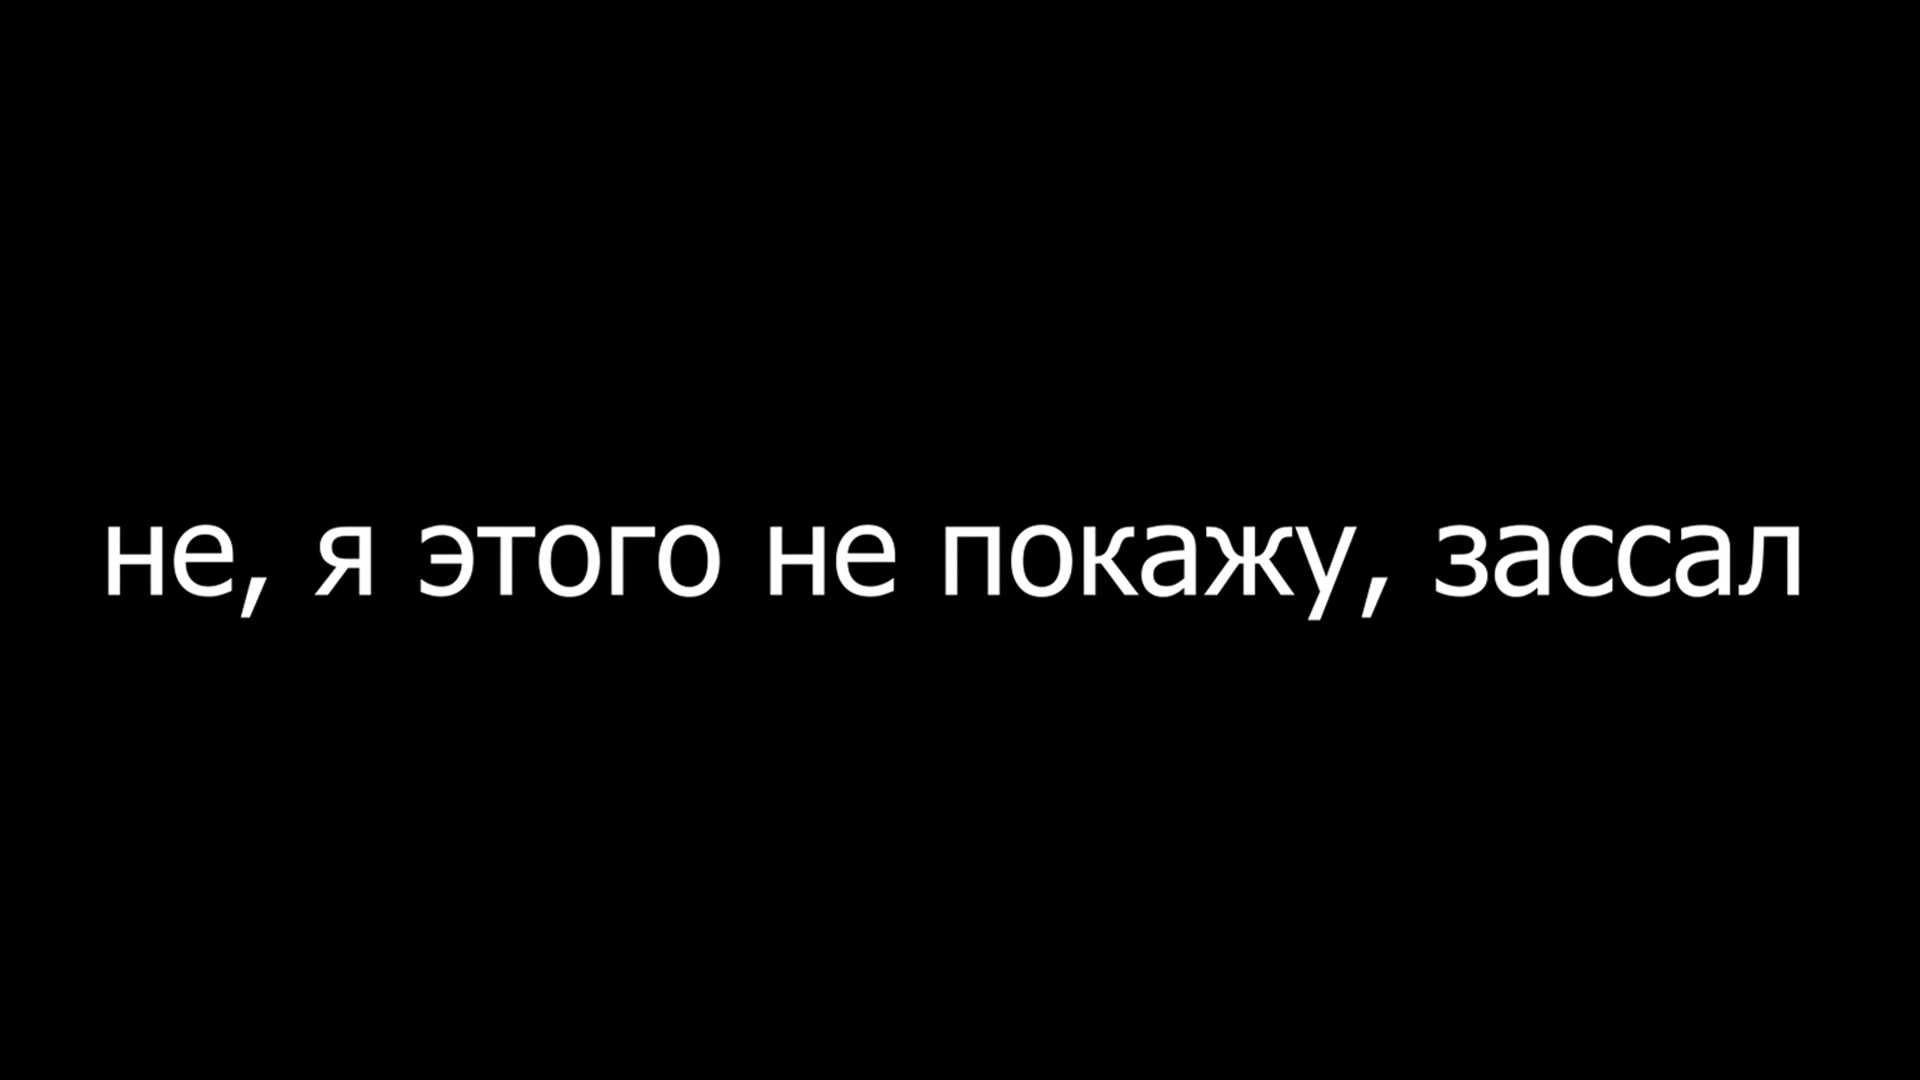 не, я этого не покажу, зассал